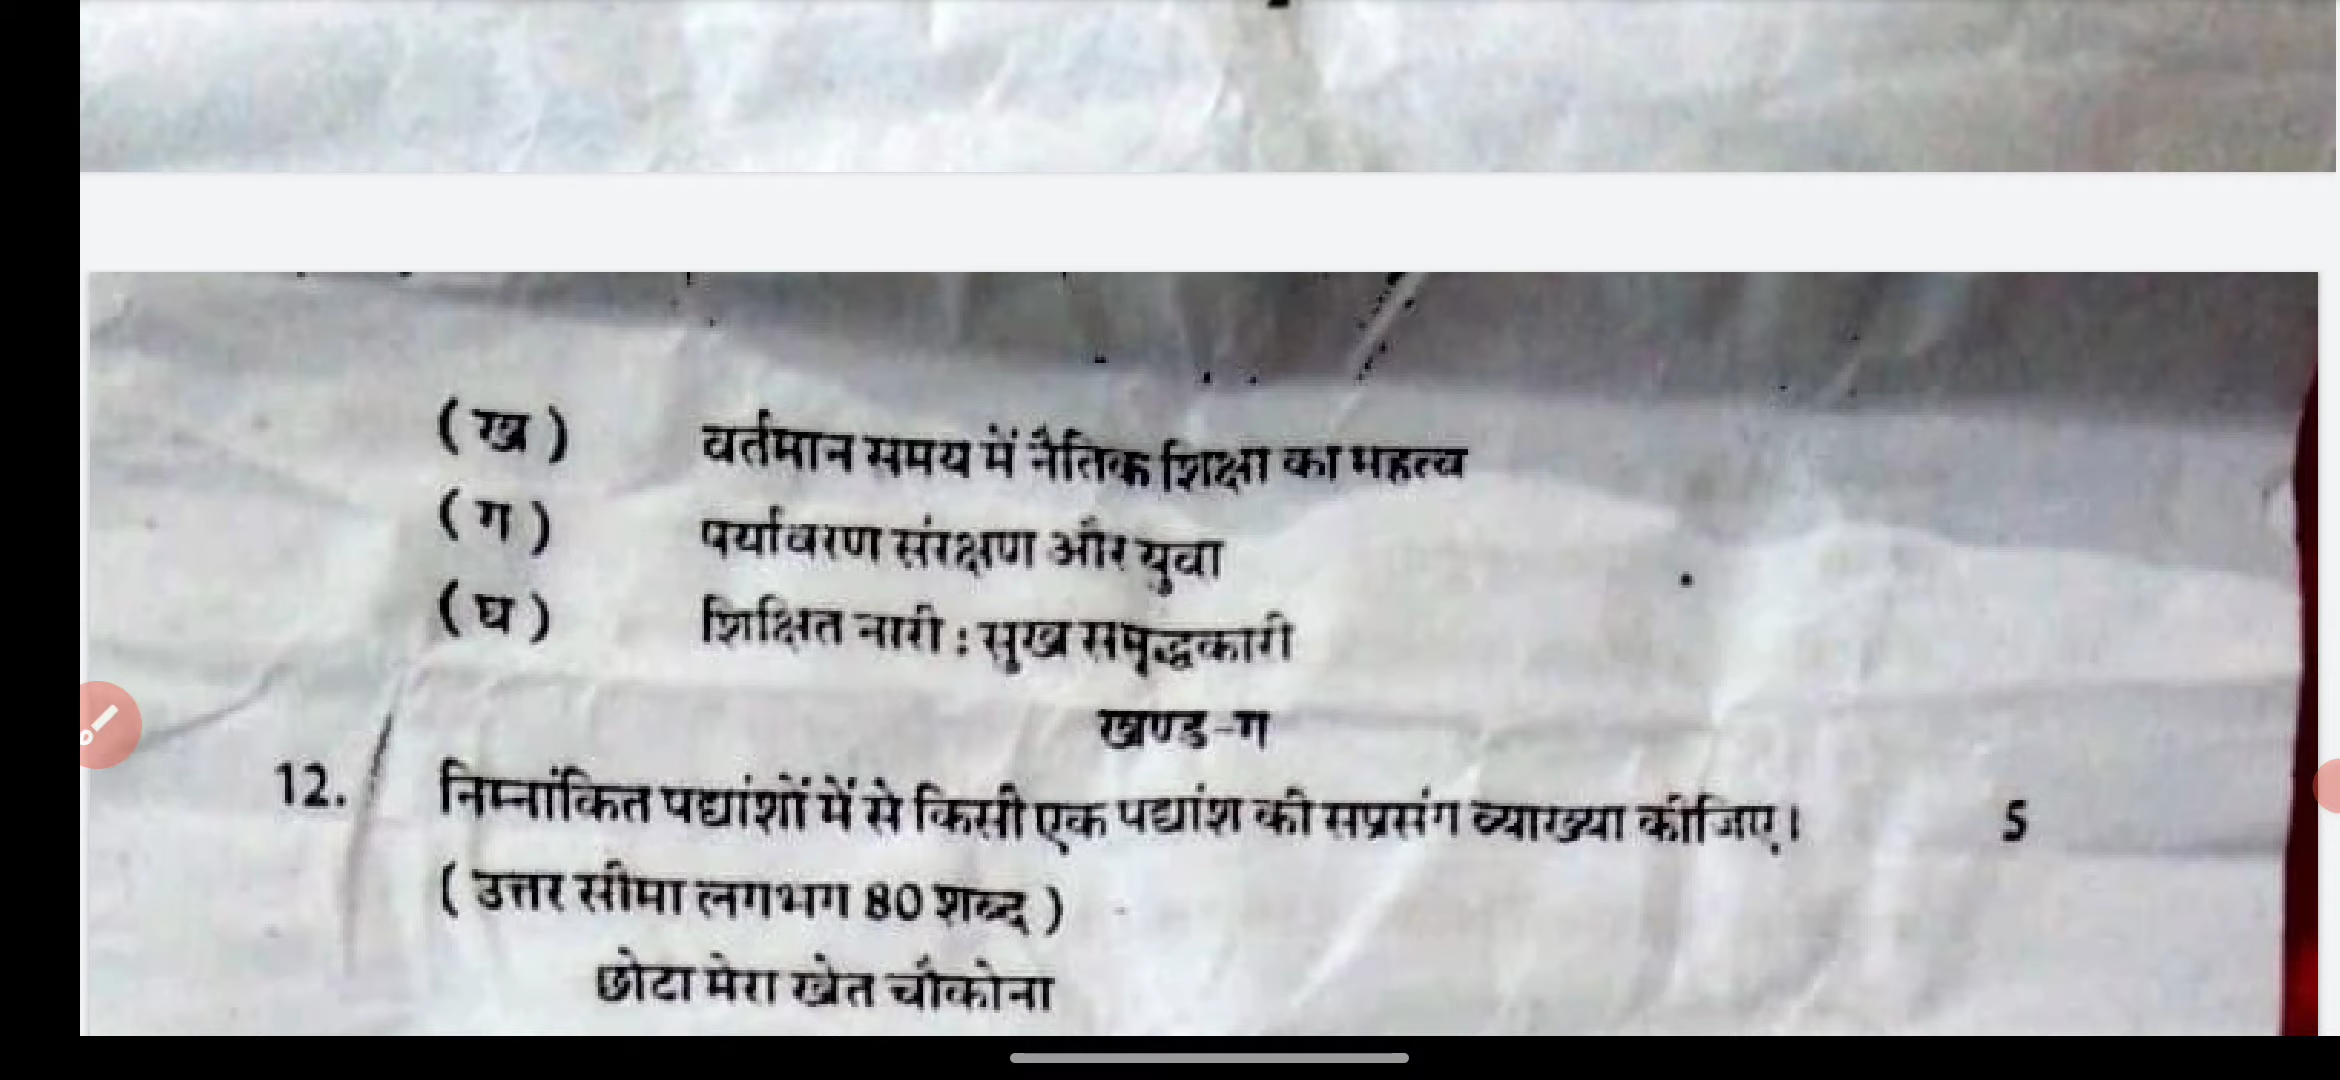 (ख) वर्तमान समय में नैतिक शिक्षा का महत्व
(ग) पर्यावरण संरक्षण और युवा
(घ) शिक्षित नारी : सुख समृद्धकारी
खण्ड-ग
12. निम्नांकित पद्यांशों में से किसी एक पद्यांश की सप्रसंग व्याख्या कीजिए। 5
(उत्तर सीमा लगभग 80 शब्द)
छोटा मेरा खेत चौकोना